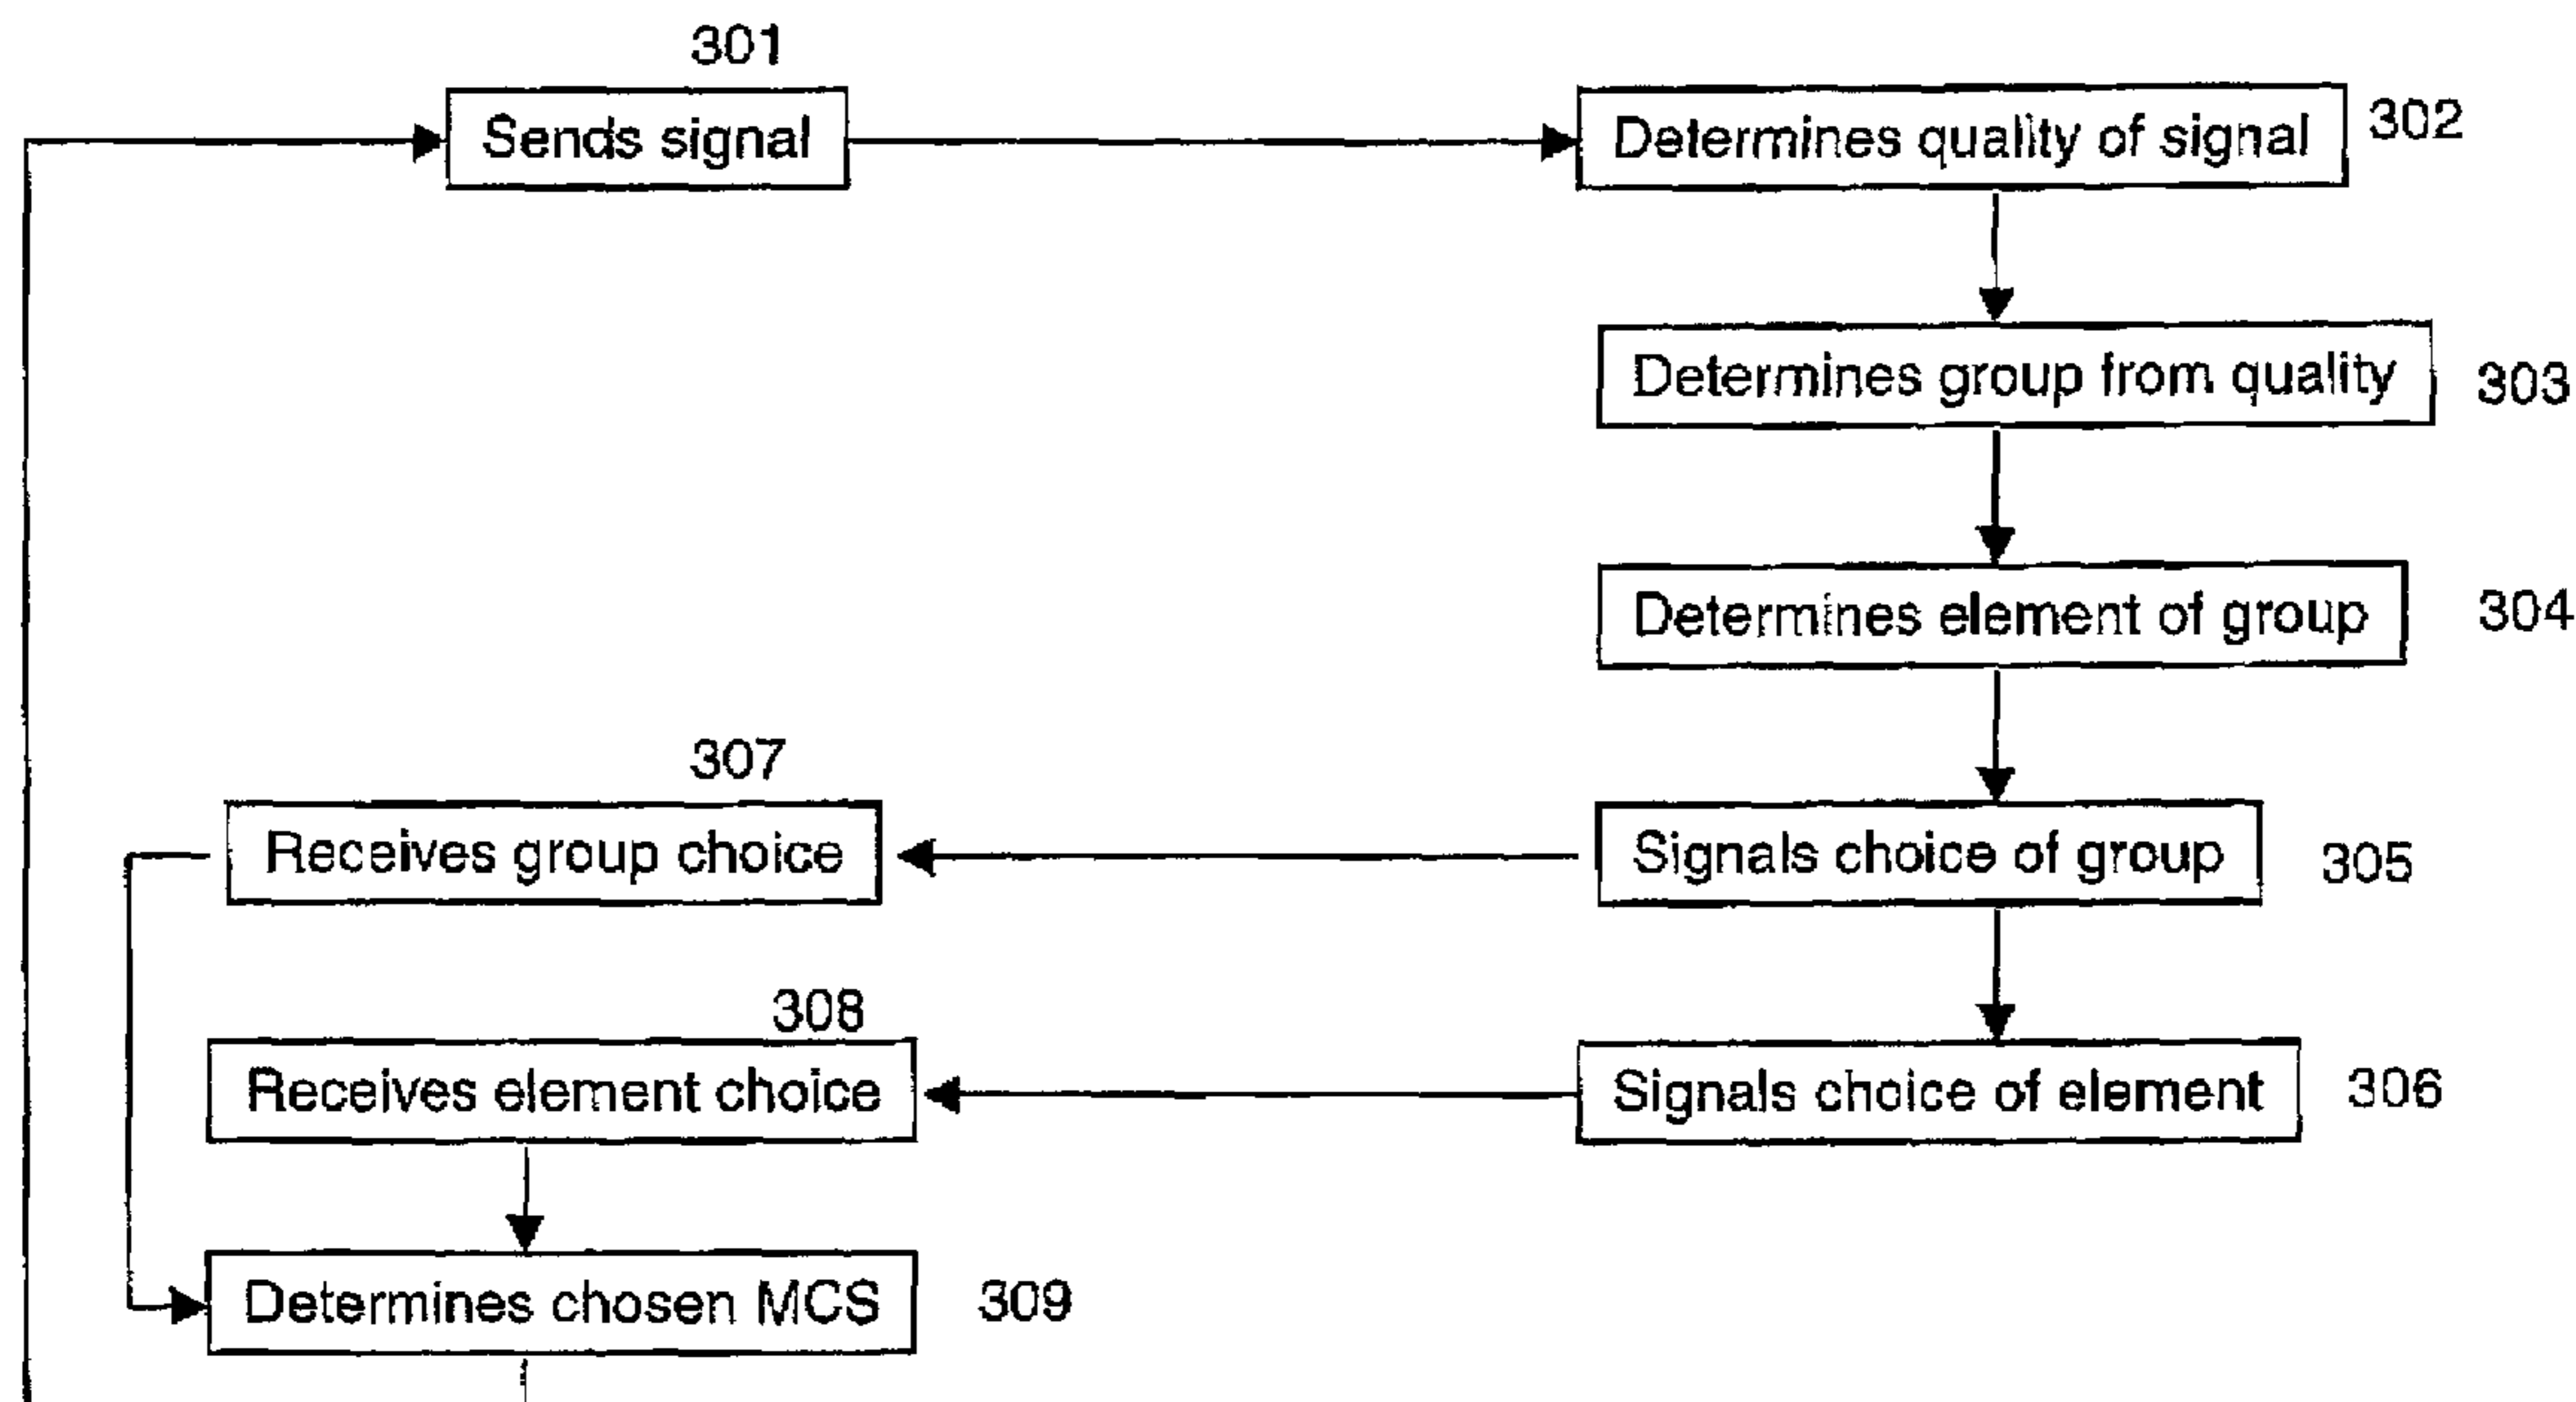 301
Sends signal
Determines quality of signal
302
Determines group from quality
303
Determines element of group
304
307
Receives group choice
Signals choice of group
305
308
Receives element choice
Signals choice of element
306
Determines chosen MCS
309